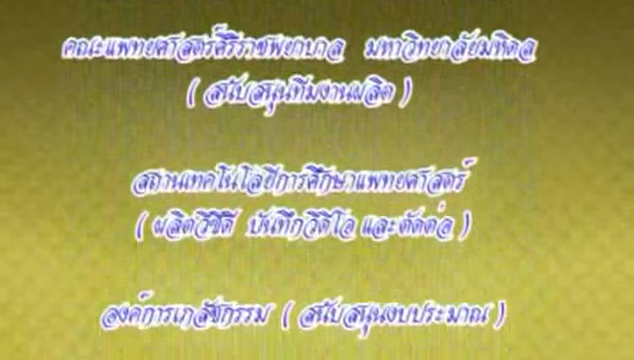 คณะแพทยศาสตร์ศิริราชพยาบาล มหาวิทยาลัยมหิดล
( สนับสนุนทีมงานผลิต )
สถานเทคโนโลยีการศึกษาแพทยศาสตร์
( ผลิตวีซีดี บันทึกวีดีโอ และตัดต่อ )
องค์การเภสัชกรรม ( สนับสนุนงบประมาณ )